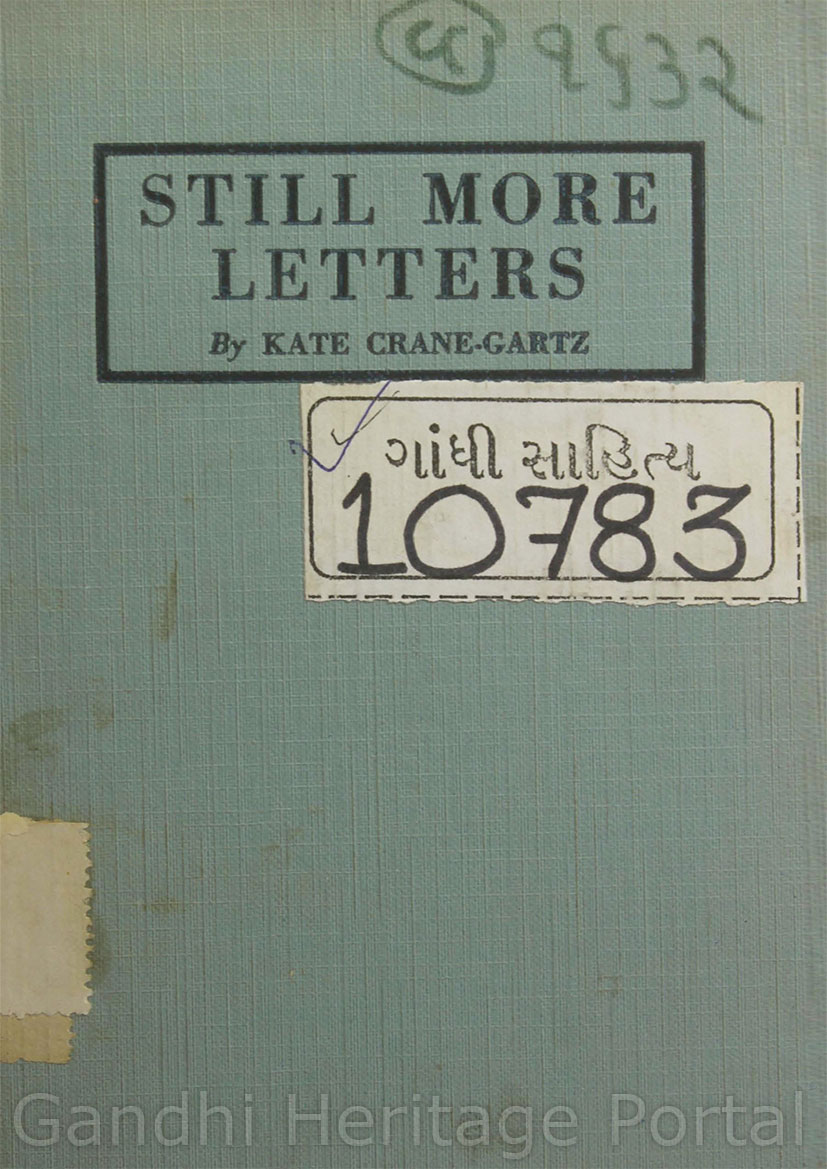 ૧૬૩૨
STILL MORE
LETTERS
By KATE CRANE-GARTZ
ગાંધી સાહિત્ય
10783
Gandhi Heritage Portal